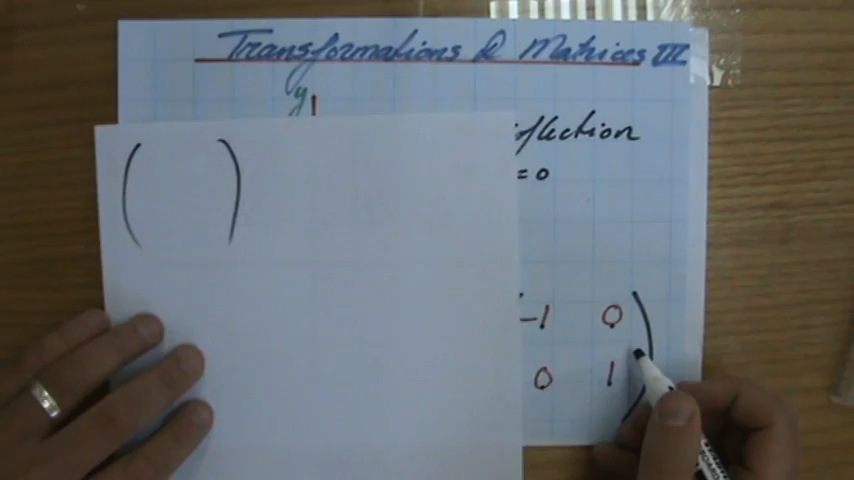 Transformations & Matrices III
y
flection
= 0
( )
-1 0 )
0 1